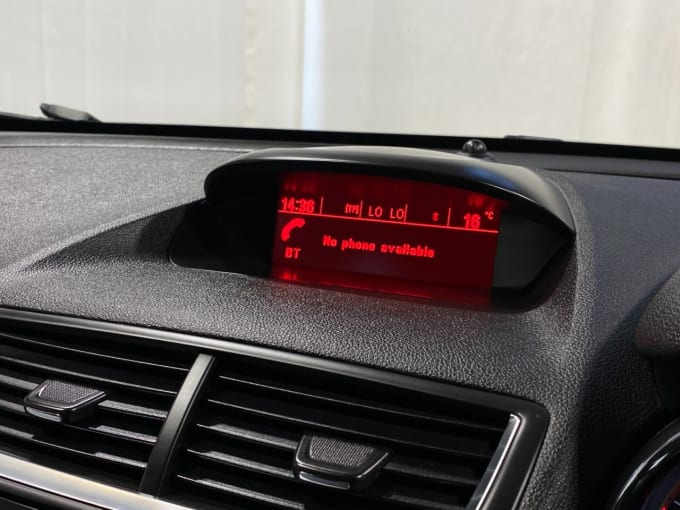 14:36 LO LO 16 °C
No phone available
BT